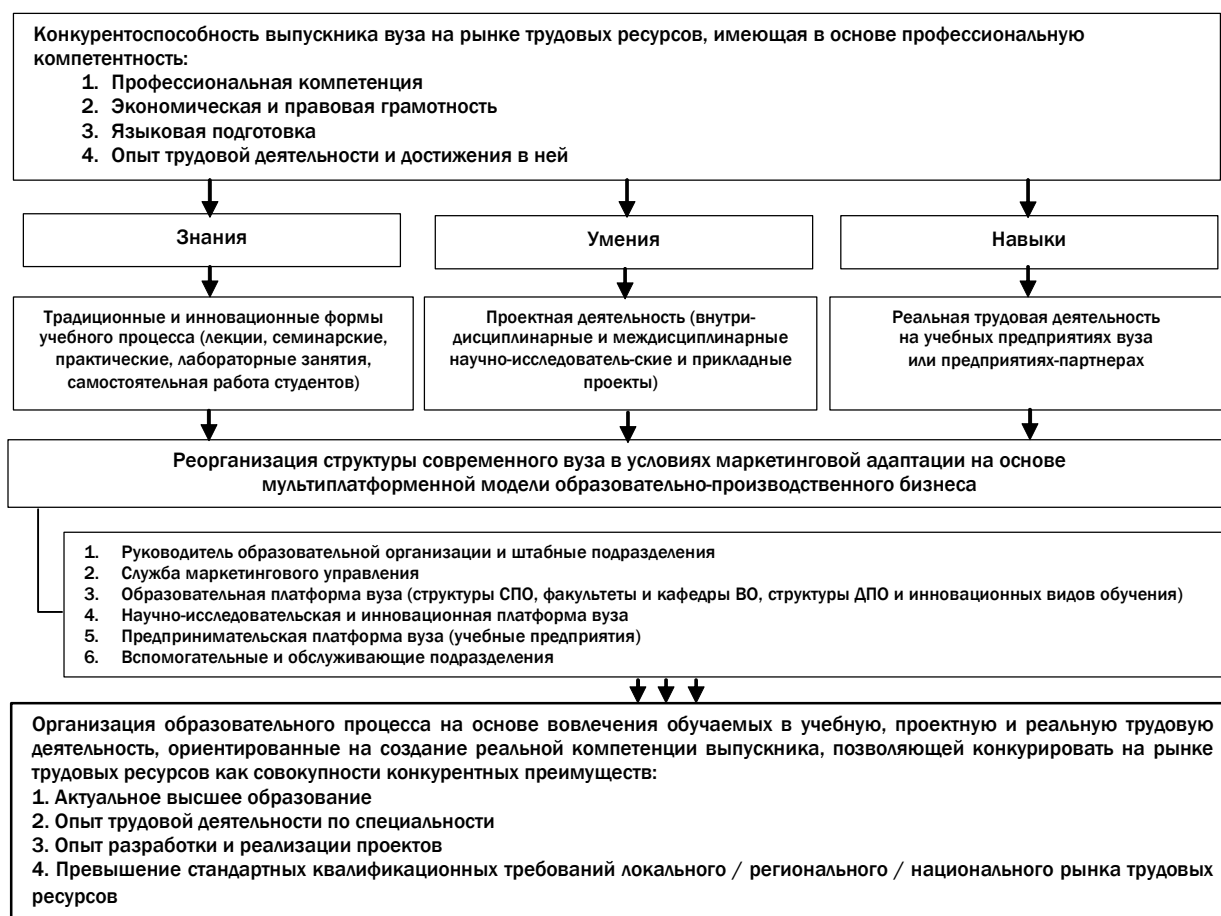 Конкурентоспособность выпускника вуза на рынке трудовых ресурсов, имеющая в основе профессиональную
компетентность:
1. Профессиональная компетенция
2. Экономическая и правовая грамотность
3. Языковая подготовка
4. Опыт трудовой деятельности и достижения в ней
Знания
Умения
Навыки
Традиционные и инновационные формы
учебного процесса (лекции, семинарские,
практические, лабораторные занятия,
самостоятельная работа студентов)
Проектная деятельность (внутри-
дисциплинарные и междисциплинарные
научно-исследователь-ские и прикладные
проекты)
Реальная трудовая деятельность
на учебных предприятиях вуза
или предприятиях-партнерах
Реорганизация структуры современного вуза в условиях маркетинговой адаптации на основе
мультиплатформенной модели образовательно-производственного бизнеса
1. Руководитель образовательной организации и штабные подразделения
2. Служба маркетингового управления
3. Образовательная платформа вуза (структуры СПО, факультеты и кафедры ВО, структуры ДПО и инновационных видов обучения)
4. Научно-исследовательская и инновационная платформа вуза
5. Предпринимательская платформа вуза (учебные предприятия)
6. Вспомогательные и обслуживающие подразделения
Организация образовательного процесса на основе вовлечения обучаемых в учебную, проектную и реальную трудовую
деятельность, ориентированные на создание реальной компетенции выпускника, позволяющей конкурировать на рынке
трудовых ресурсов как совокупности конкурентных преимуществ:
1. Актуальное высшее образование
2. Опыт трудовой деятельности по специальности
3. Опыт разработки и реализации проектов
4. Превышение стандартных квалификационных требований локального / регионального / национального рынка трудовых
ресурсов